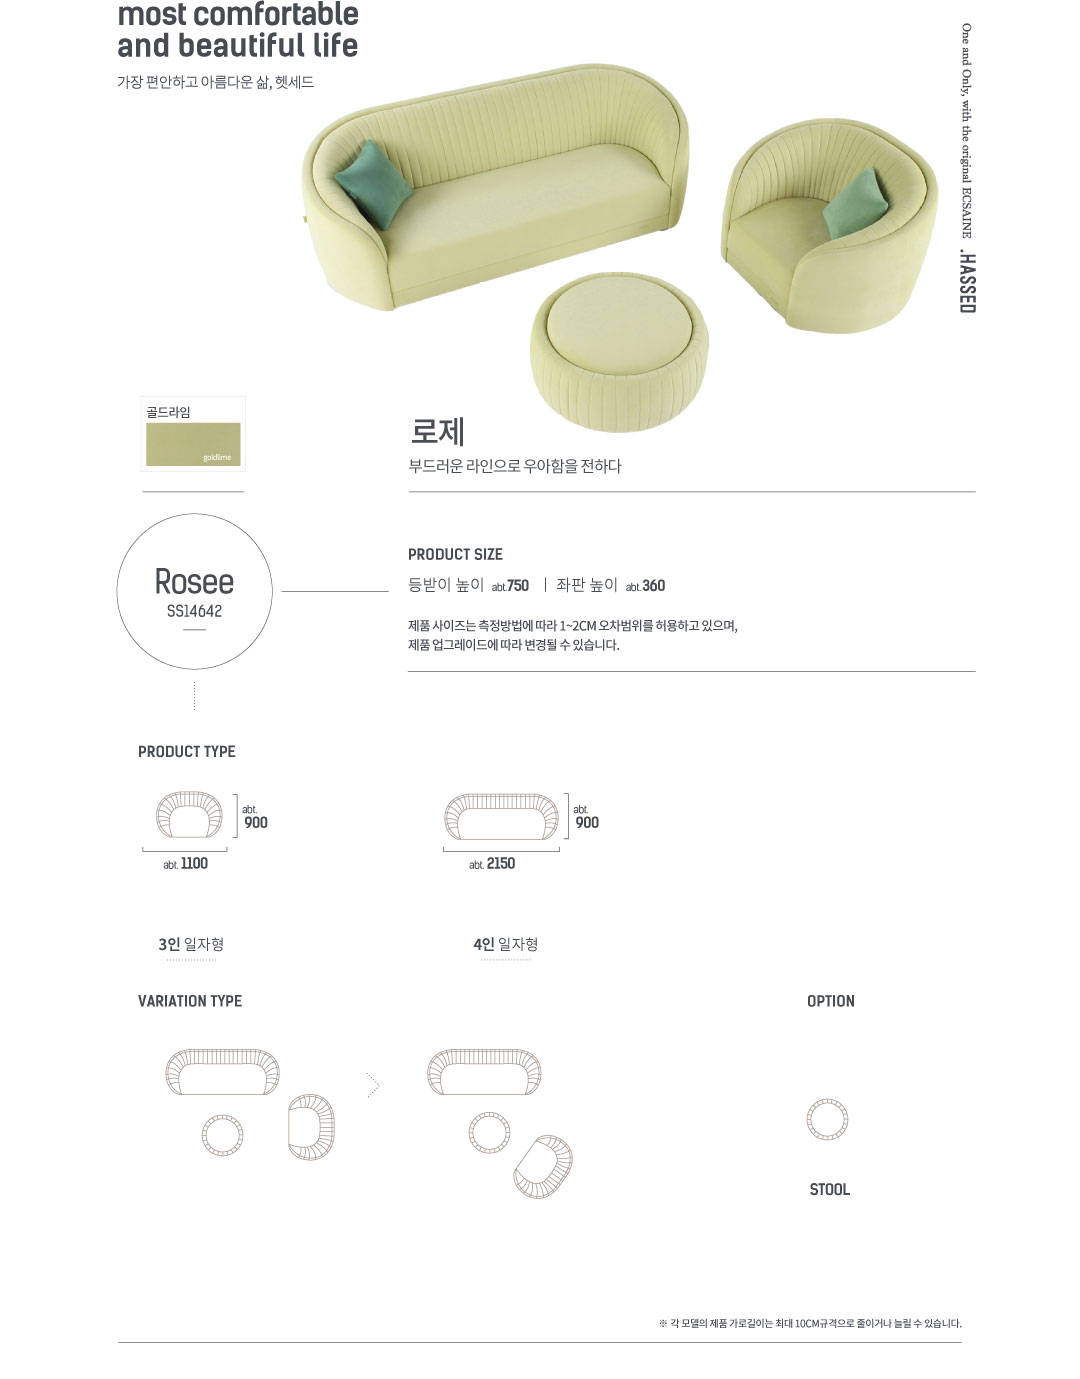 most comfortable
and beautiful life
가장 편안하고 아름다운 삶, 헷세드
One and Only, with the original ECSAINE .HASSED
골드라임
goldlime
로제
부드러운 라인으로 우아함을 전하다
Rosee
SS14642
PRODUCT SIZE
등받이 높이 abt.750 | 좌판 높이 abt.360
제품 사이즈는 측정방법에 따라 1~2CM 오차범위를 허용하고 있으며,
제품 업그레이드에 따라 변경될 수 있습니다.
PRODUCT TYPE
abt.
900
abt. 1100
abt.
900
abt. 2150
3인 일자형
4인 일자형
VARIATION TYPE
OPTION
STOOL
※ 각 모델의 제품 가로길이는 최대 10CM규격으로 줄이거나 늘릴 수 있습니다.